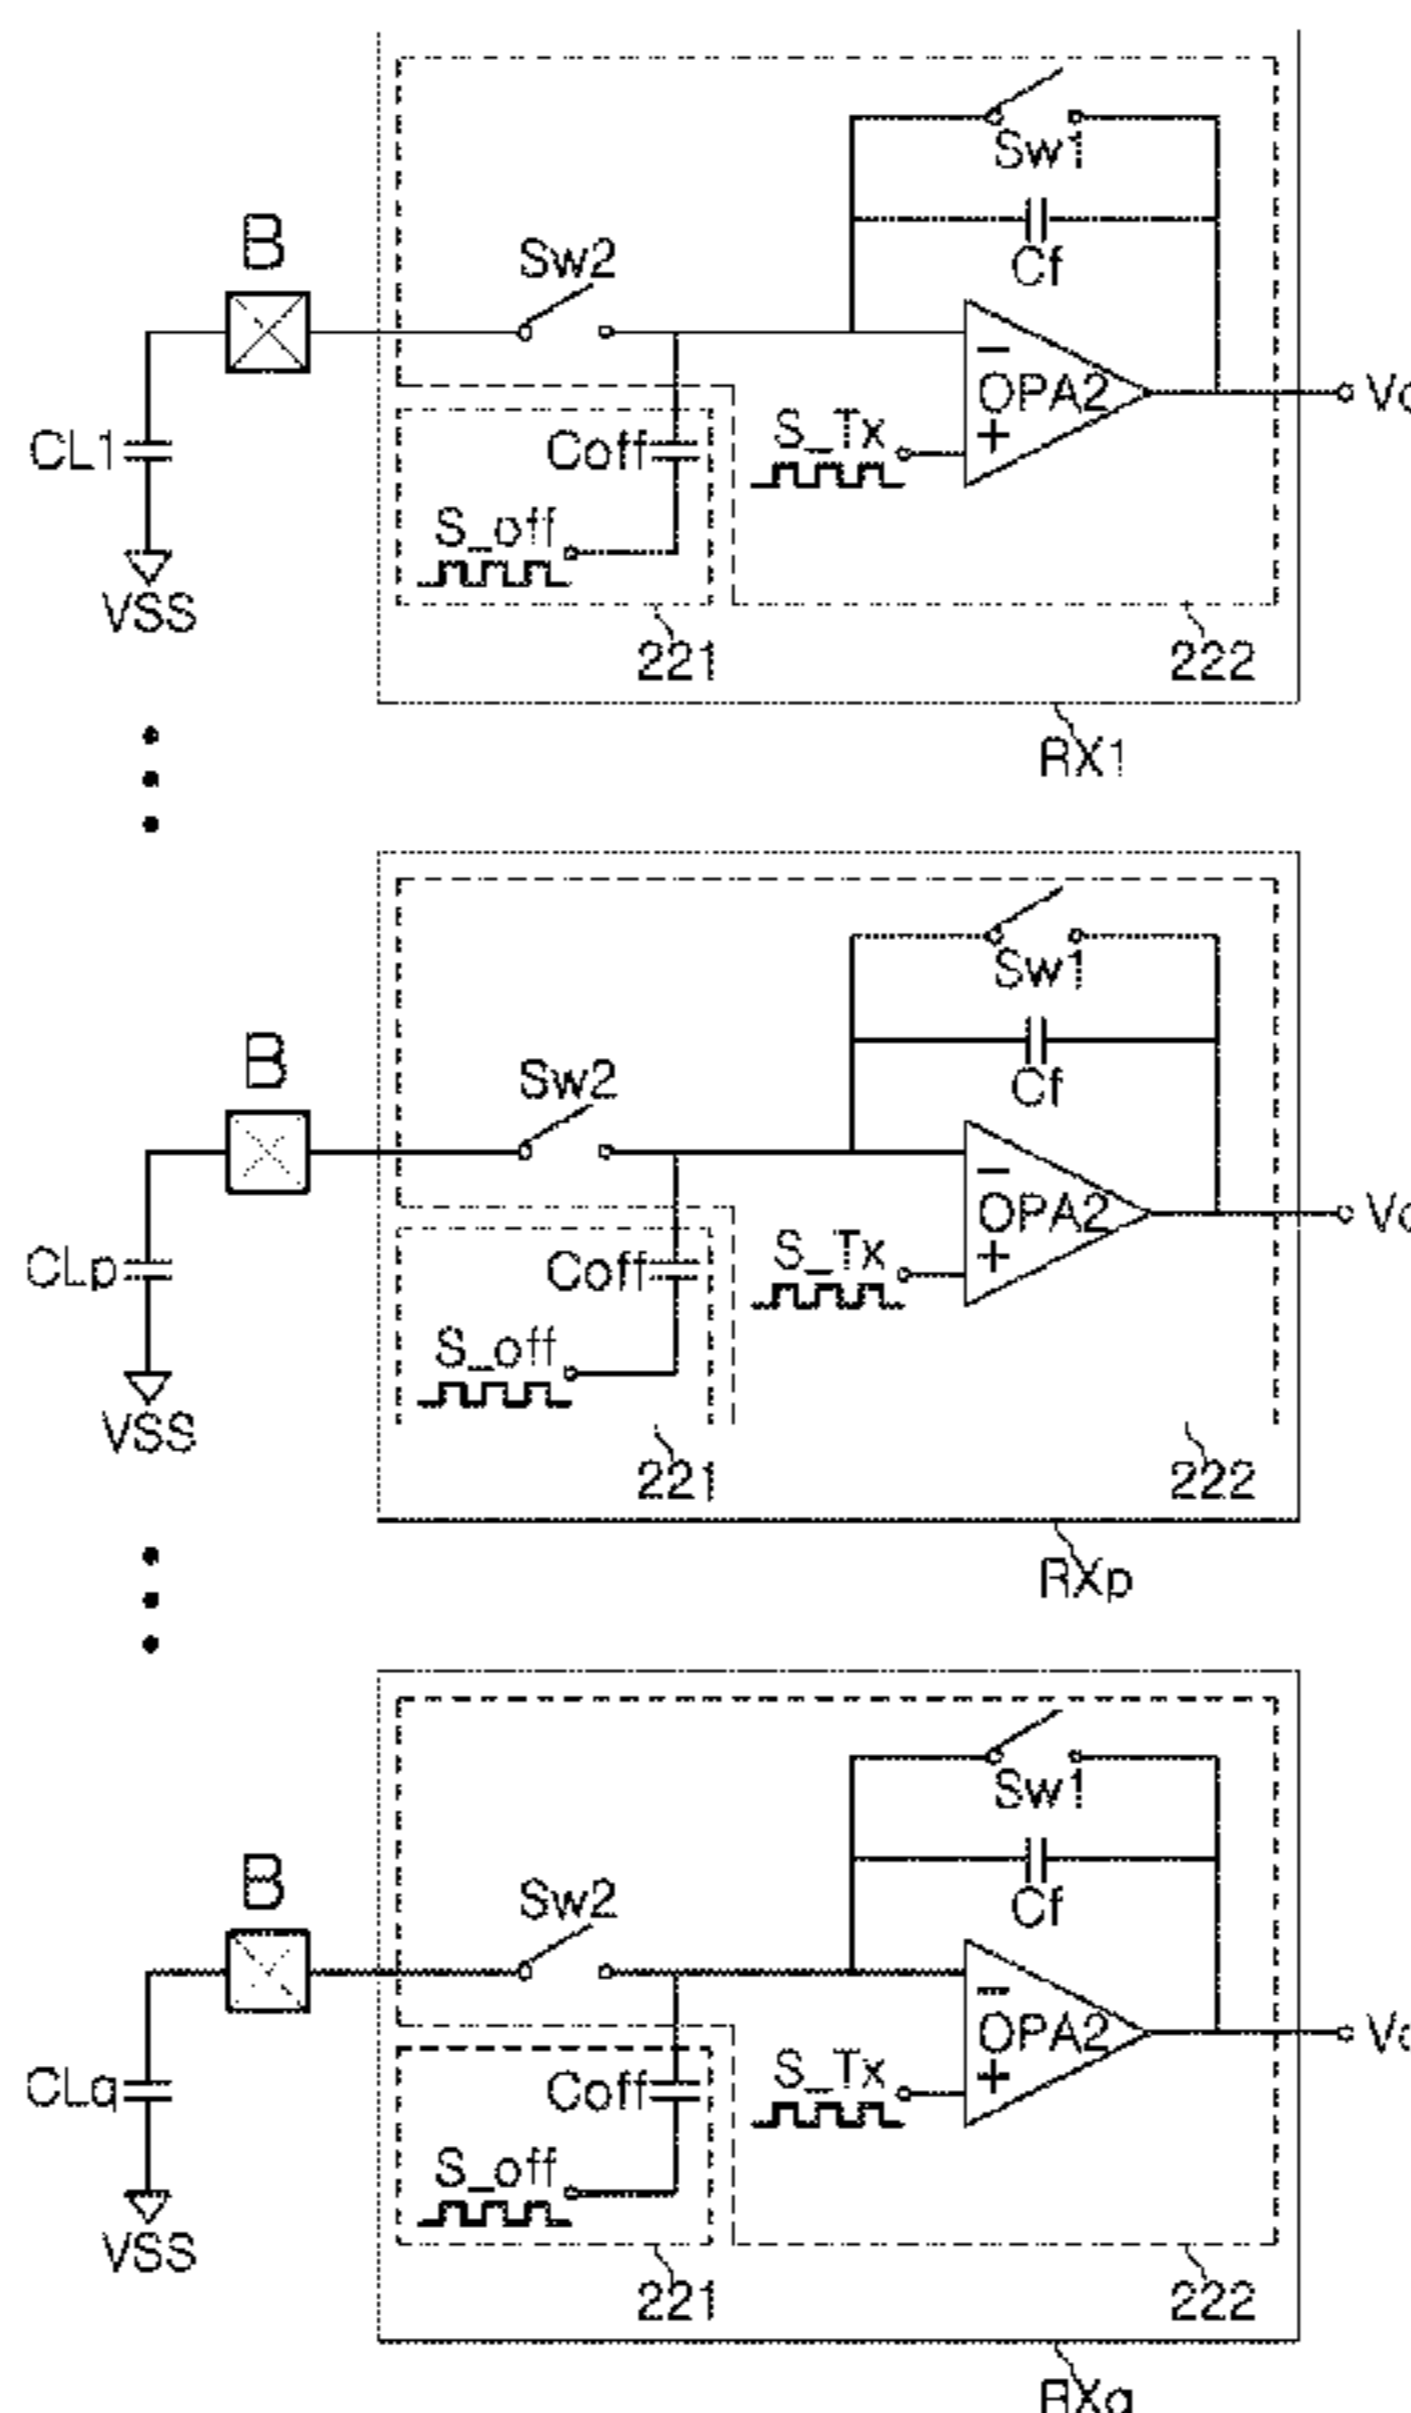 Sw1
B
Sw2
Cf
−
OPA2
+
CL1
Coff
S_Tx
S_off
VSS
221
222
RX1
Sw1
B
Sw2
Cf
−
OPA2
+
CLp
Coff
S_Tx
S_off
VSS
221
222
RXp
Sw1
B
Sw2
Cf
−
OPA2
+
Coff
S_Tx
S_off
VSS
221
222